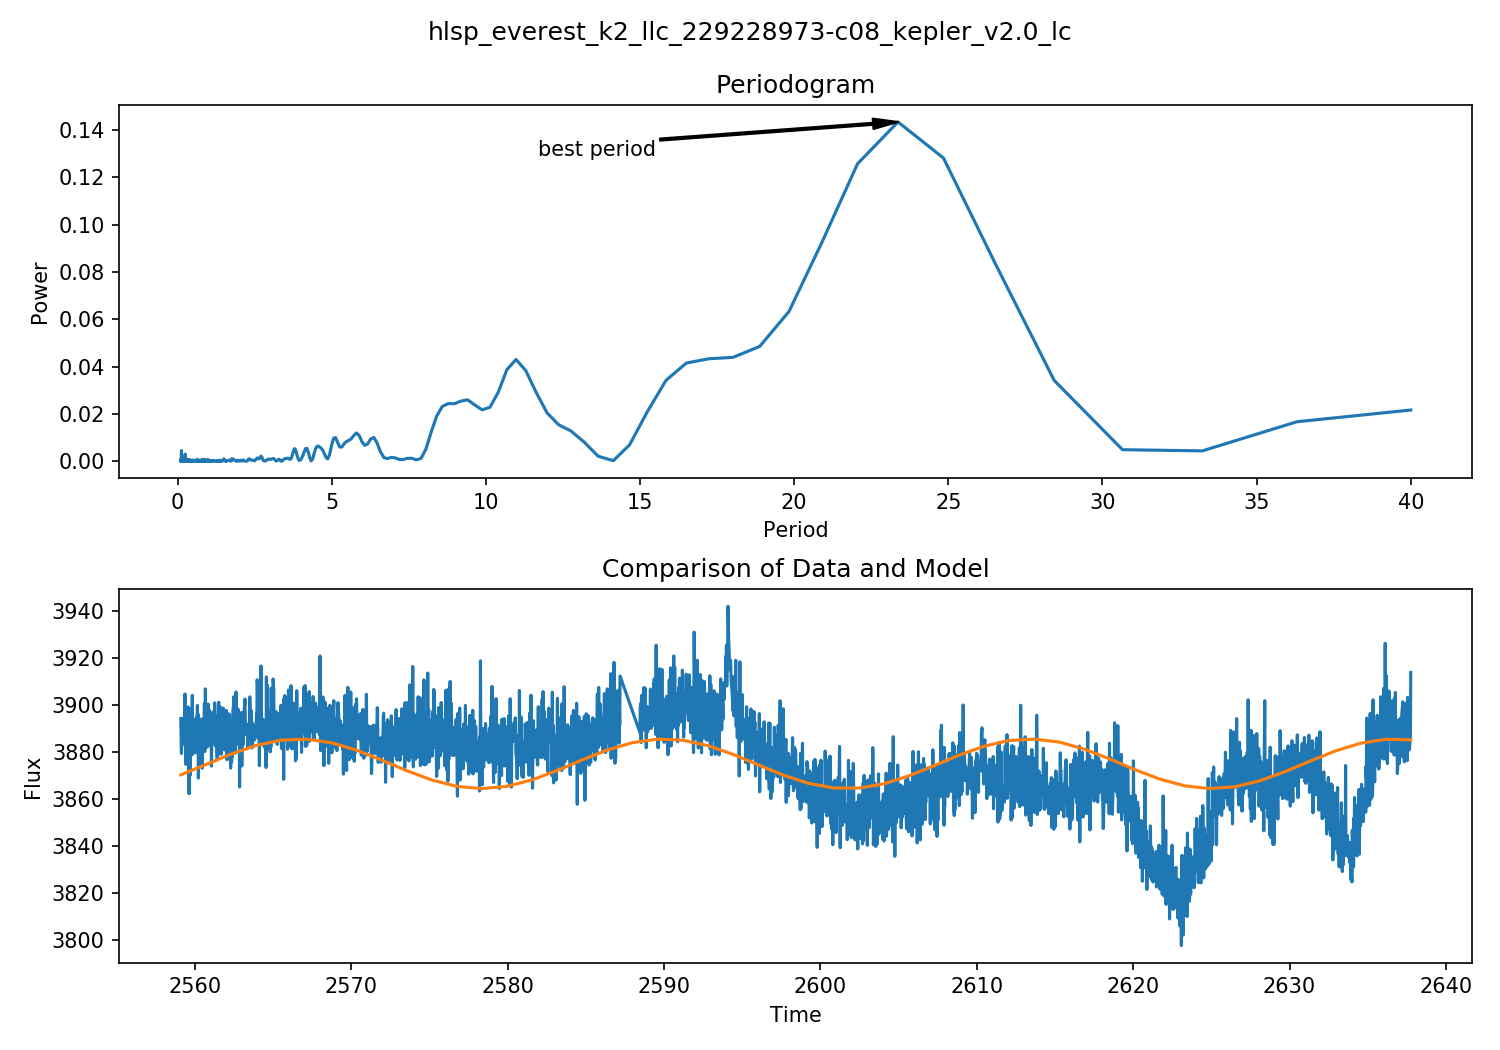 hlsp_everest_k2_llc_229228973-c08_kepler_v2.0_lc
Periodogram
0.14
0.12
0.10
0.08
0.06
0.04
0.02
0.00
Power
best period
0 5 10 15 20 25 30 35 40
Period
Comparison of Data and Model
3940
3920
3900
3880
3860
3840
3820
3800
Flux
2560 2570 2580 2590 2600 2610 2620 2630 2640
Time